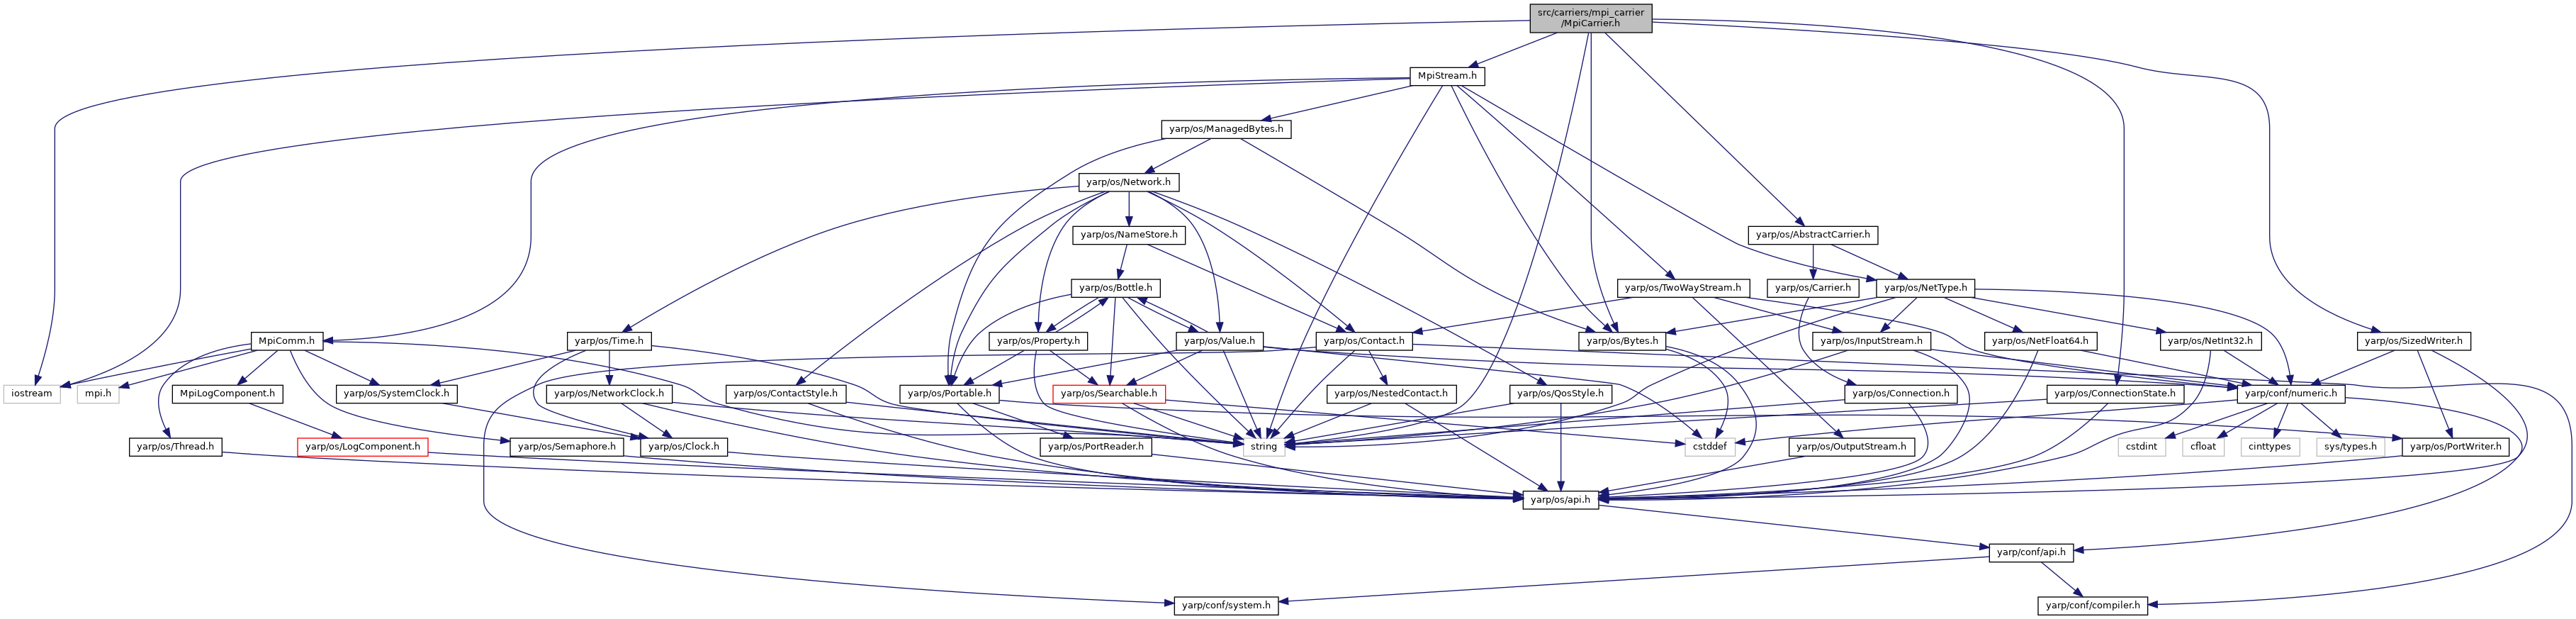 src/carriers/mpi_carrier
/MpiCarrier.h
MpiStream.h
yarp/os/ManagedBytes.h
yarp/os/Network.h
yarp/os/NameStore.h
yarp/os/AbstractCarrier.h
yarp/os/Bottle.h
yarp/os/TwoWayStream.h
yarp/os/Carrier.h
yarp/os/NetType.h
MpiComm.h
yarp/os/Time.h
yarp/os/Property.h
yarp/os/Value.h
yarp/os/Contact.h
yarp/os/Bytes.h
yarp/os/InputStream.h
yarp/os/NetFloat64.h
yarp/os/NetInt32.h
yarp/os/SizedWriter.h
iostream
mpi.h
MpiLogComponent.h
yarp/os/SystemClock.h
yarp/os/NetworkClock.h
yarp/os/ContactStyle.h
yarp/os/Portable.h
yarp/os/Searchable.h
yarp/os/NestedContact.h
yarp/os/QosStyle.h
yarp/os/Connection.h
yarp/os/ConnectionState.h
yarp/conf/numeric.h
yarp/os/Thread.h
yarp/os/LogComponent.h
yarp/os/Semaphore.h
yarp/os/Clock.h
yarp/os/PortReader.h
string
cstddef
yarp/os/OutputStream.h
cstdint
cfloat
cinttypes
sys/types.h
yarp/os/PortWriter.h
yarp/os/api.h
yarp/conf/api.h
yarp/conf/system.h
yarp/conf/compiler.h